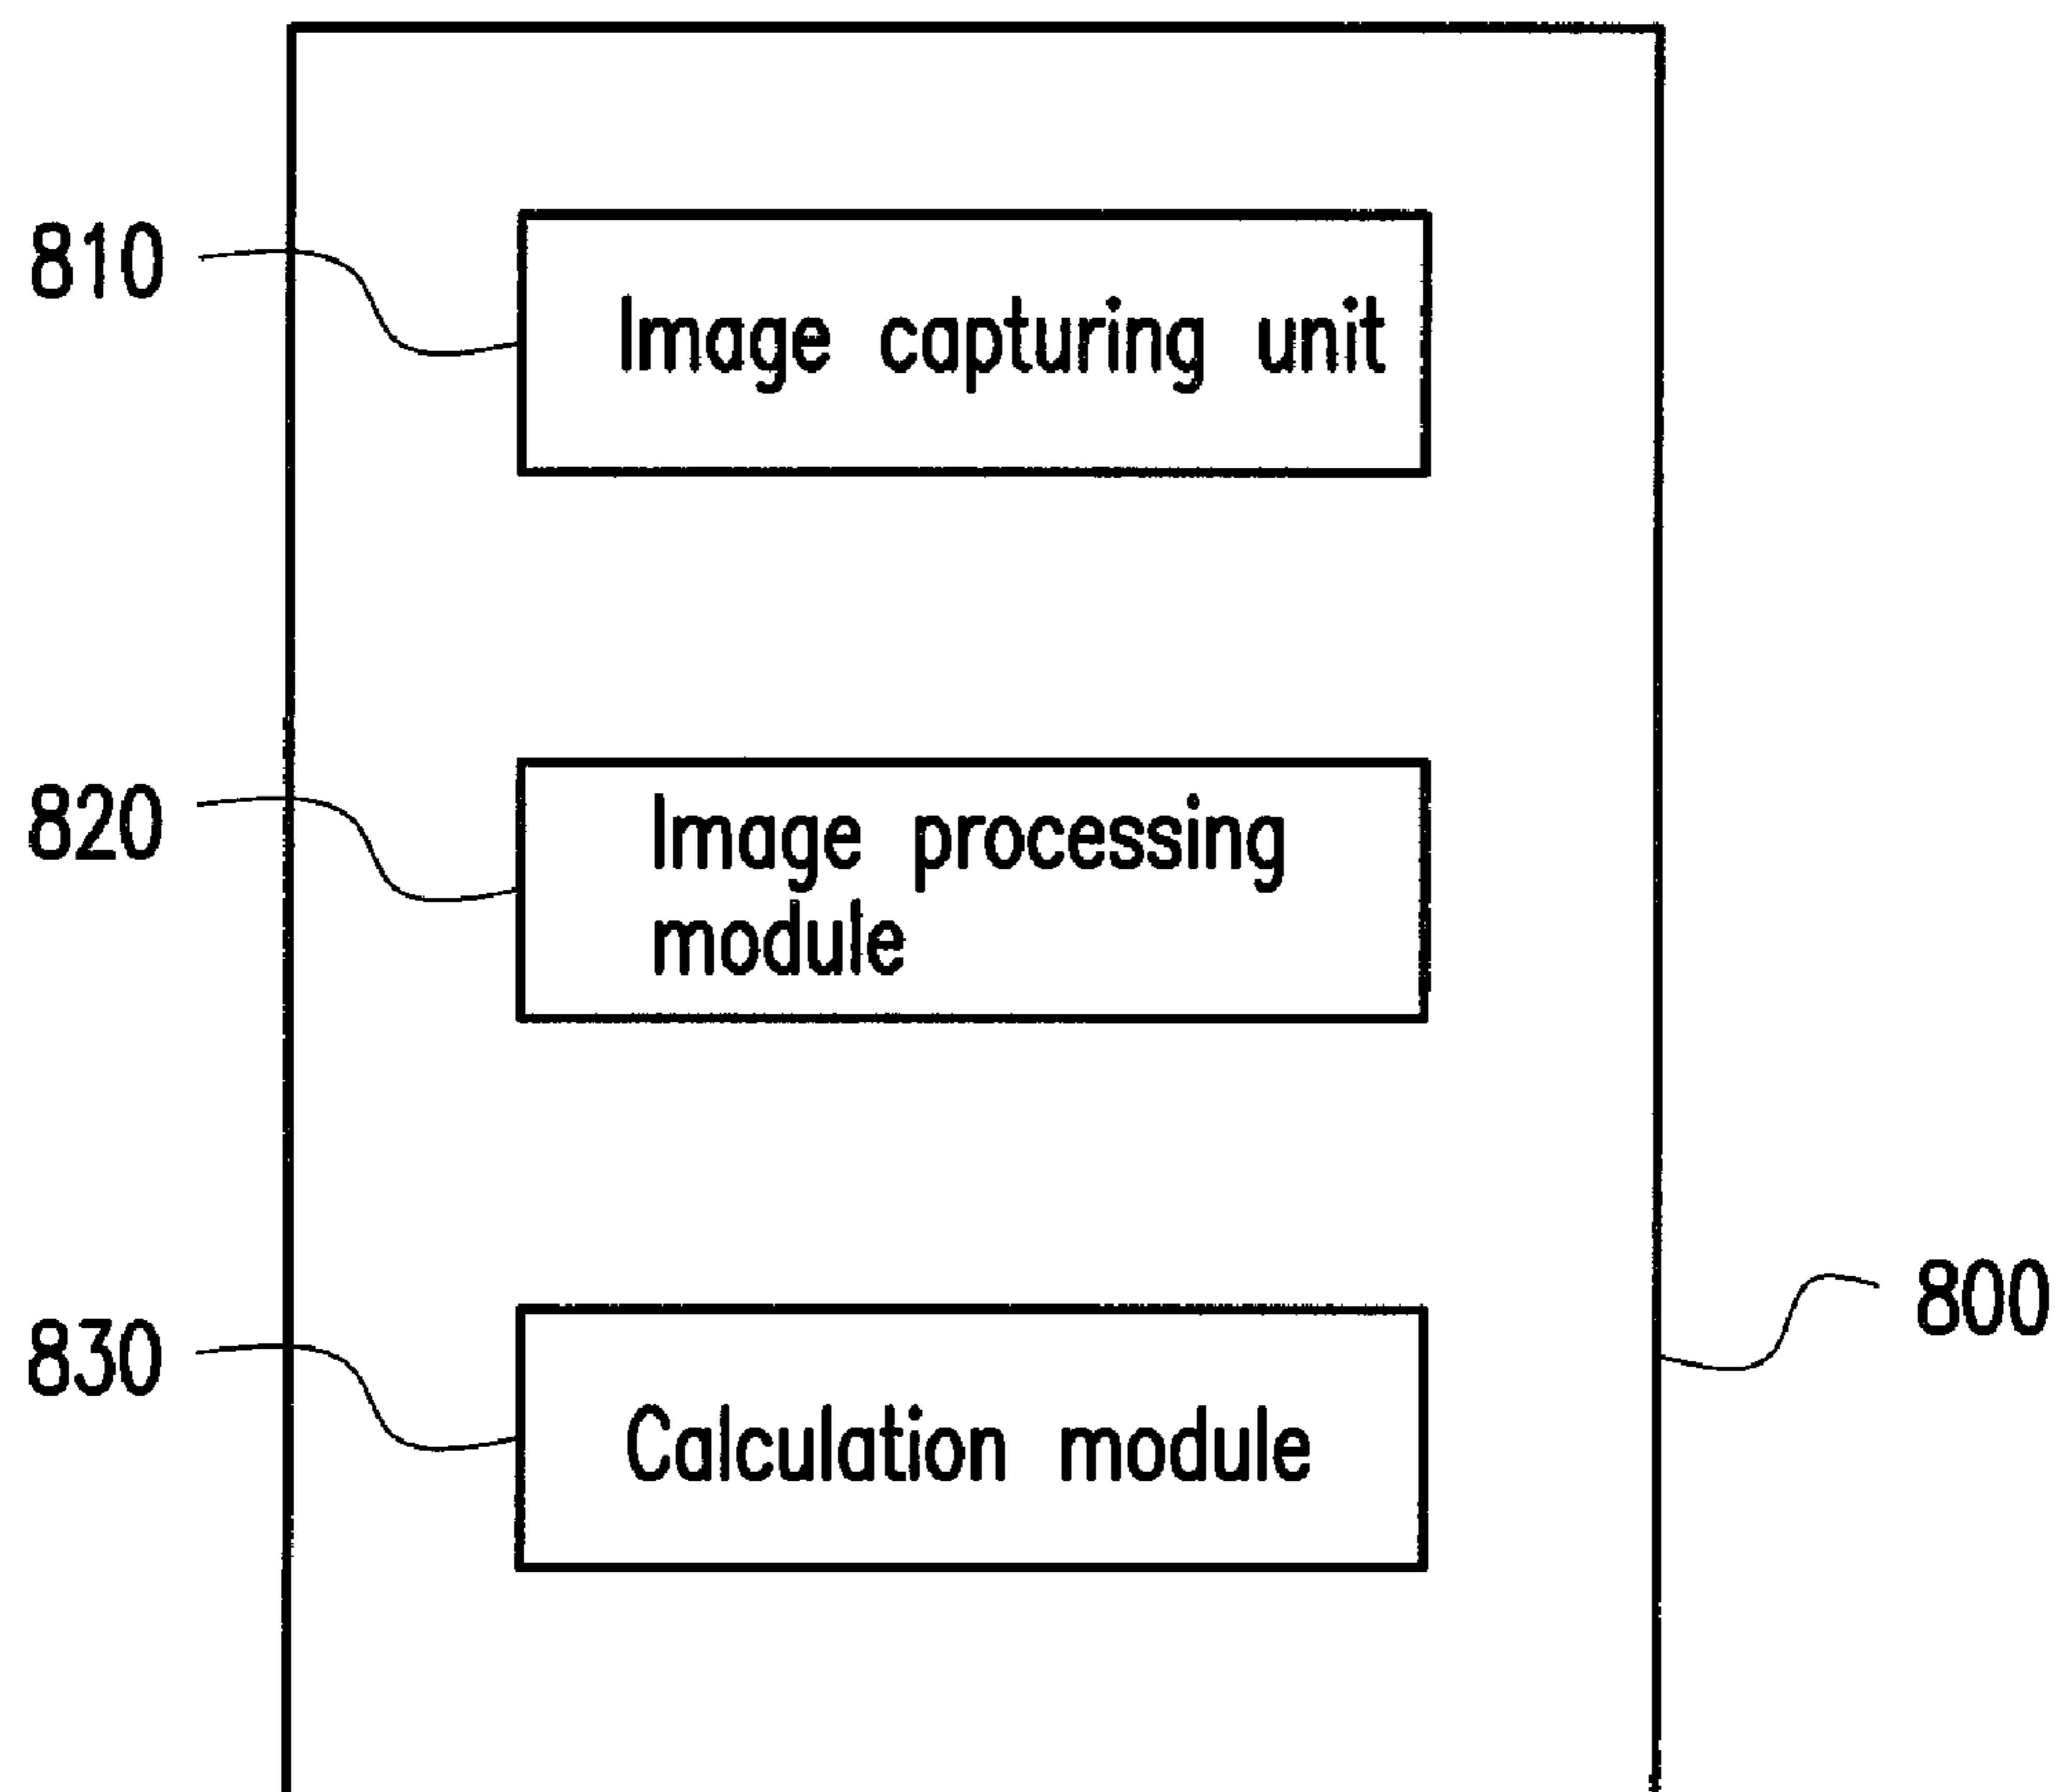 810
Image capturing unit
820
Image processing
module
800
830
Calculation module